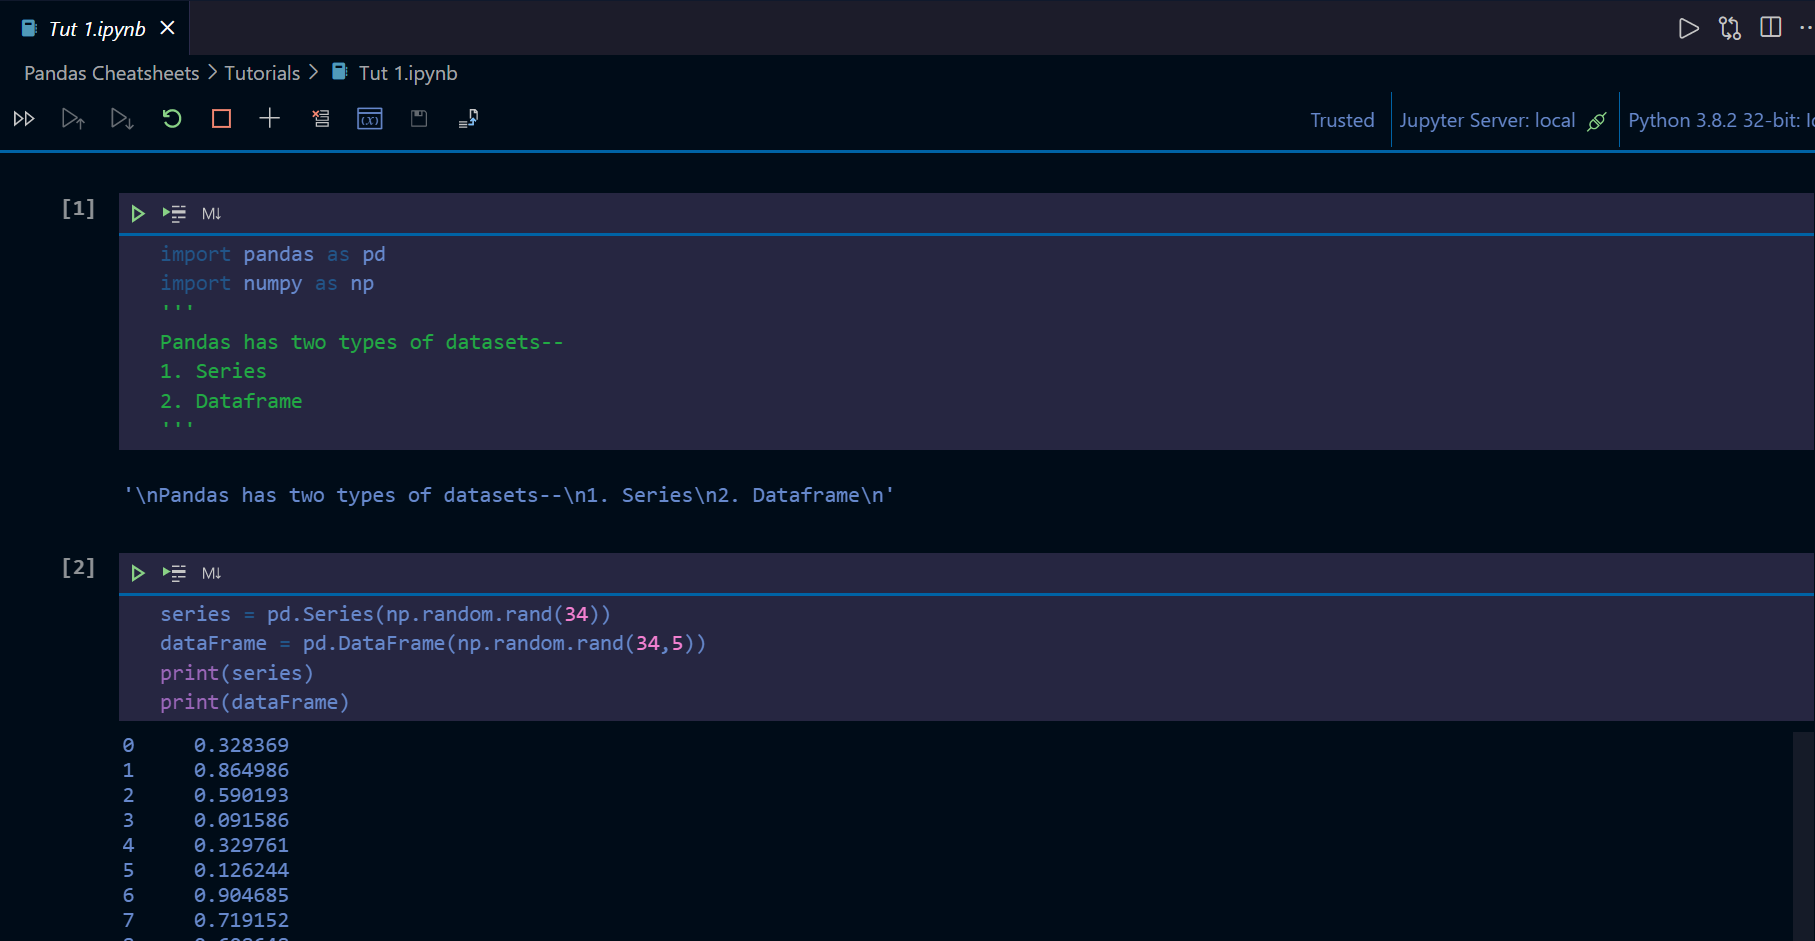 Tut 1.ipynb
Pandas Cheatsheets > Tutorials > Tut 1.ipynb
Trusted Jupyter Server: local Python 3.8.2 32-bit:
[1]
M↓
import pandas as pd
import numpy as np
'''
Pandas has two types of datasets--
1. Series
2. Dataframe
'''
'\nPandas has two types of datasets--\n1. Series\n2. Dataframe\n'
[2]
M↓
series = pd.Series(np.random.rand(34))
dataFrame = pd.DataFrame(np.random.rand(34,5))
print(series)
print(dataFrame)
0 0.328369
1 0.864986
2 0.590193
3 0.091586
4 0.329761
5 0.126244
6 0.904685
7 0.719152